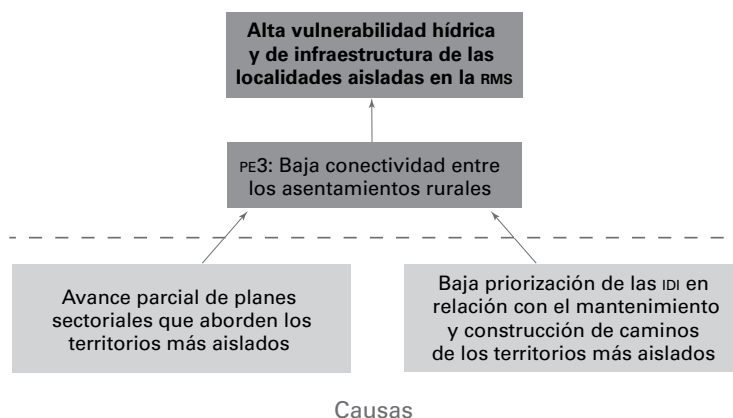 Alta vulnerabilidad hídrica
y de infraestructura de las
localidades aisladas en la RMS
PE3: Baja conectividad entre
los asentamientos rurales
Avance parcial de planes
sectoriales que aborden los
territorios más aislados
Baja priorización de las IDI en
relación con el mantenimiento
y construcción de caminos
de los territorios más aislados
Causas